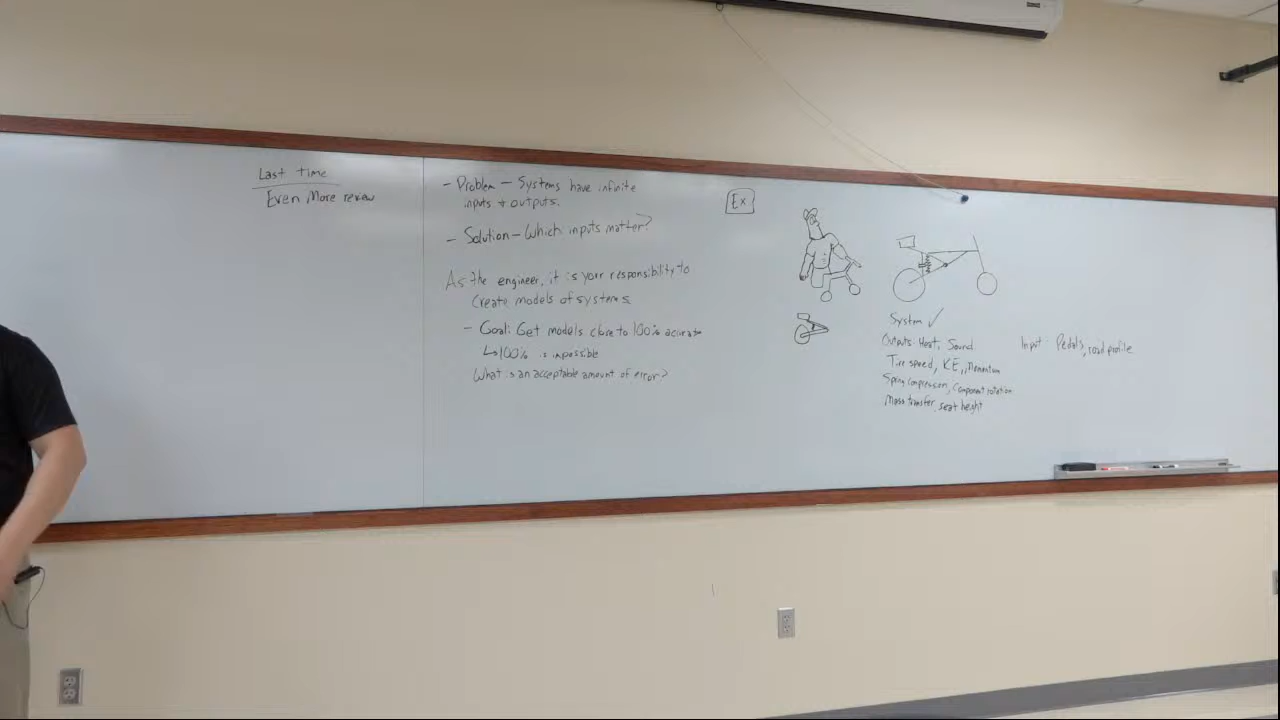 Last time
Even More review
- Problem - Systems have infinite
inputs + outputs.
- Solution - Which inputs matter?
As the engineer, it is your responsibility to
Create models of systems
- Goal: Get models close to 100% accurate
↳ 100% is impossible
What is an acceptable amount of error?
Ex
System ✓
Outputs: Heat, Sound
Tire speed, KE, Momentum
Spring compression, Component rotation
Mass transfer, seat height
Input: Pedals, road profile